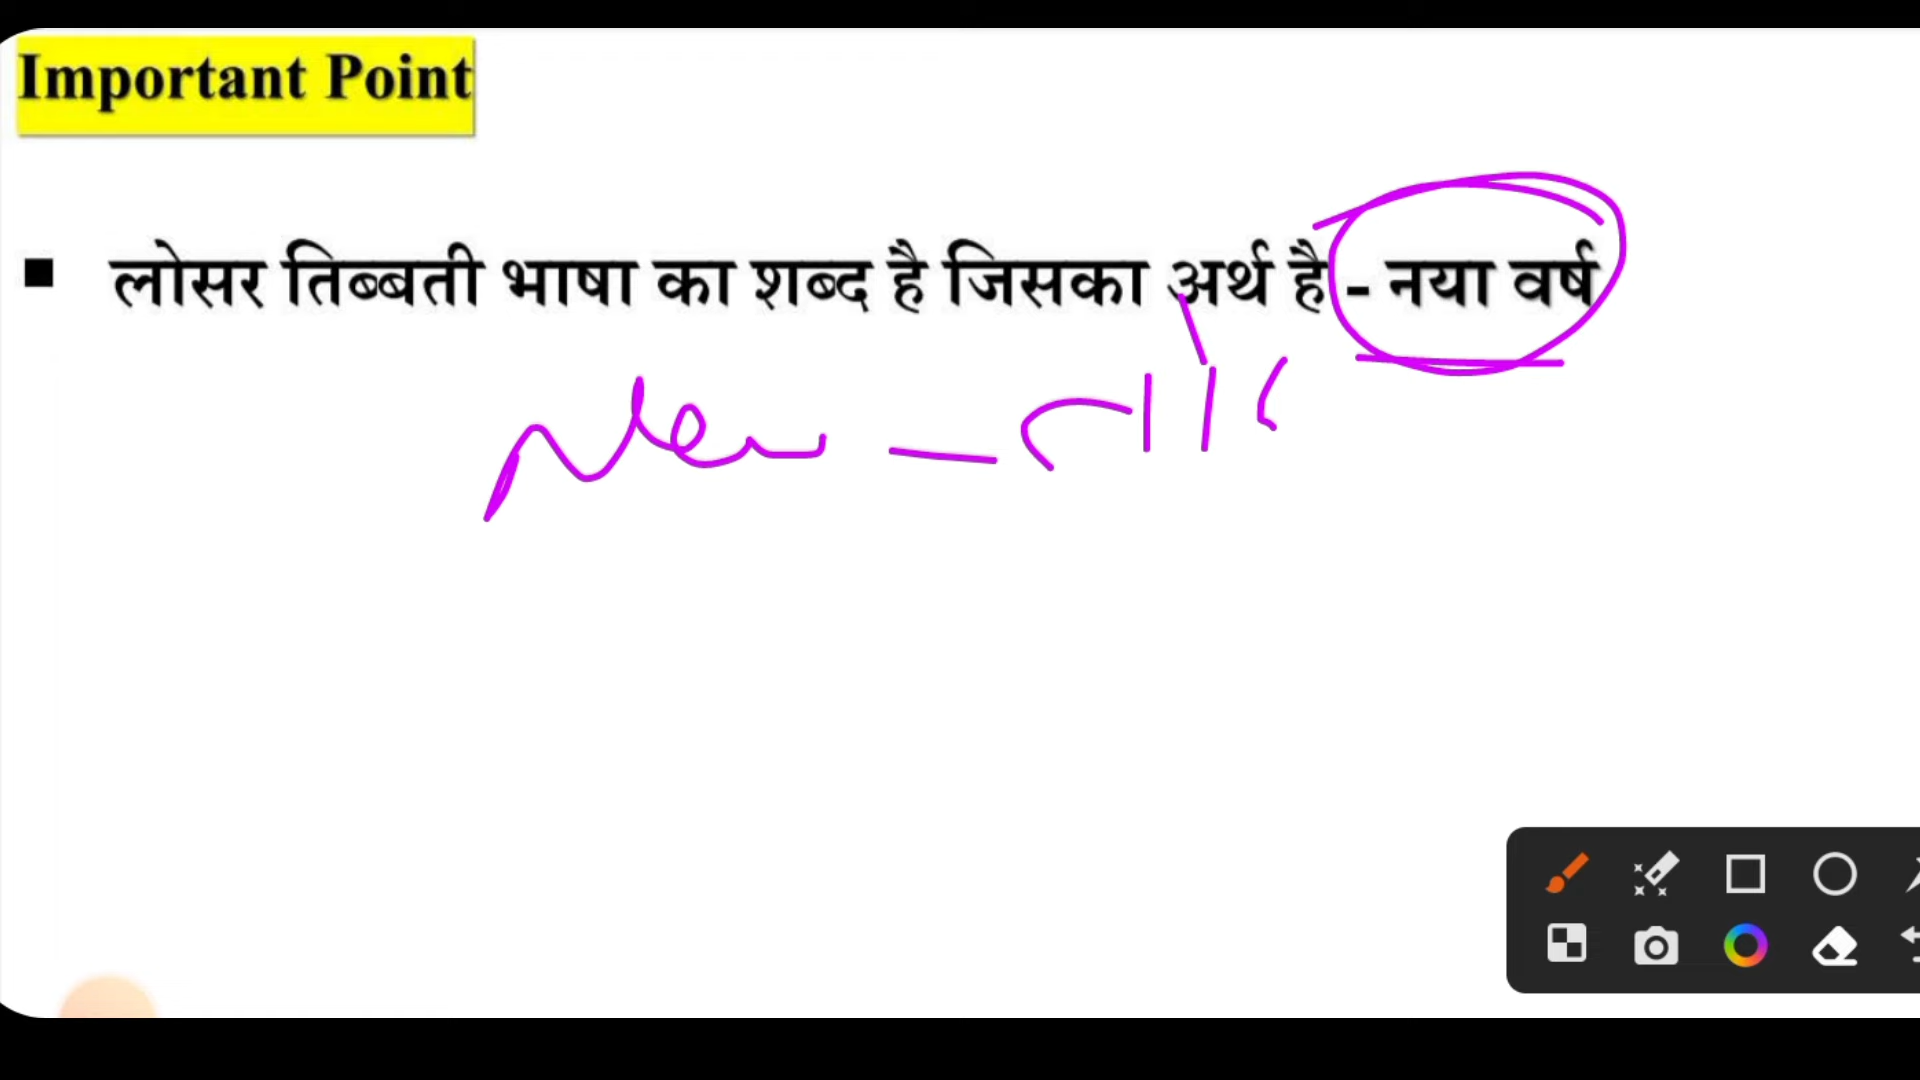 Important Point
▪ लोसर तिब्बती भाषा का शब्द है जिसका अर्थ है - नया वर्ष
New -